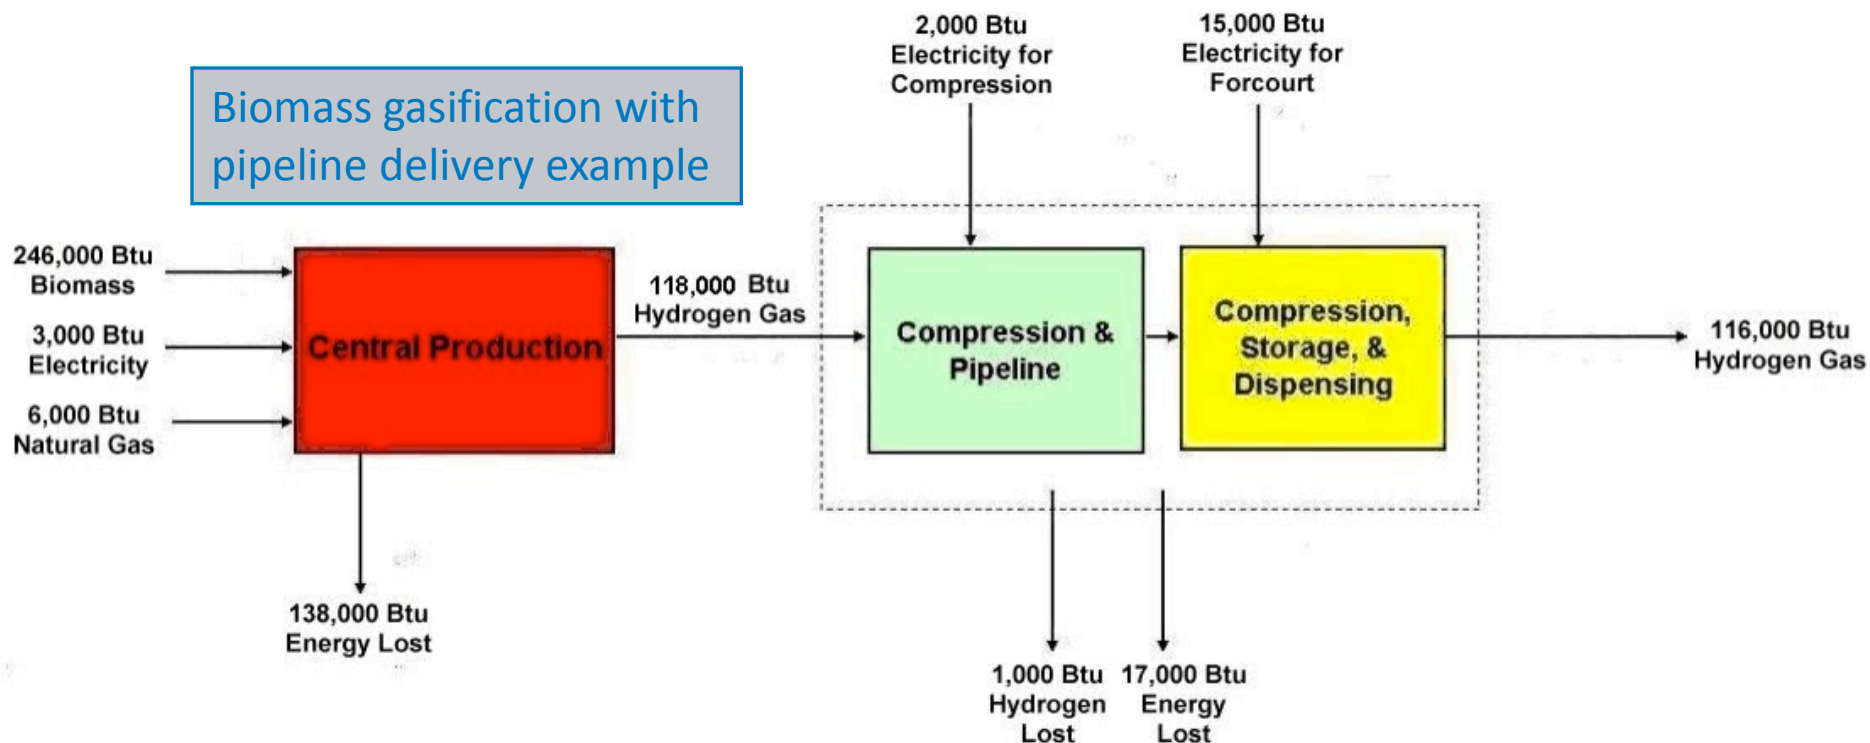 2,000 Btu
Electricity for
Compression
15,000 Btu
Electricity for
Forcourt
Biomass gasification with
pipeline delivery example
246,000 Btu
Biomass
3,000 Btu
Electricity
6,000 Btu
Natural Gas
Central Production
118,000 Btu
Hydrogen Gas
Compression &
Pipeline
Compression,
Storage, &
Dispensing
116,000 Btu
Hydrogen Gas
138,000 Btu
Energy Lost
1,000 Btu
Hydrogen
Lost
17,000 Btu
Energy
Lost